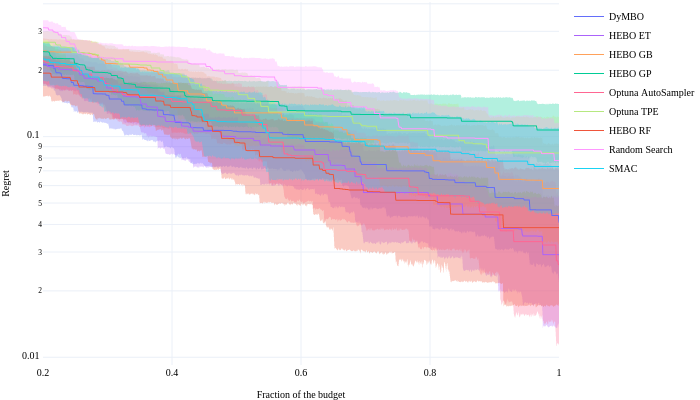 3
2
0.1
9
8
7
6
5
4
3
2
0.01
Regret
0.2
0.4
0.6
0.8
1
Fraction of the budget
DyMBO
HEBO ET
HEBO GB
HEBO GP
Optuna AutoSampler
Optuna TPE
HEBO RF
Random Search
SMAC